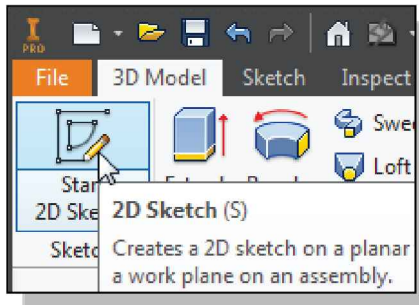 I
PRO
File 3D Model Sketch Inspect
Swee
Loft
Star
2D Ske
2D Sketch (S)
Sketc
Creates a 2D sketch on a planar
a work plane on an assembly.